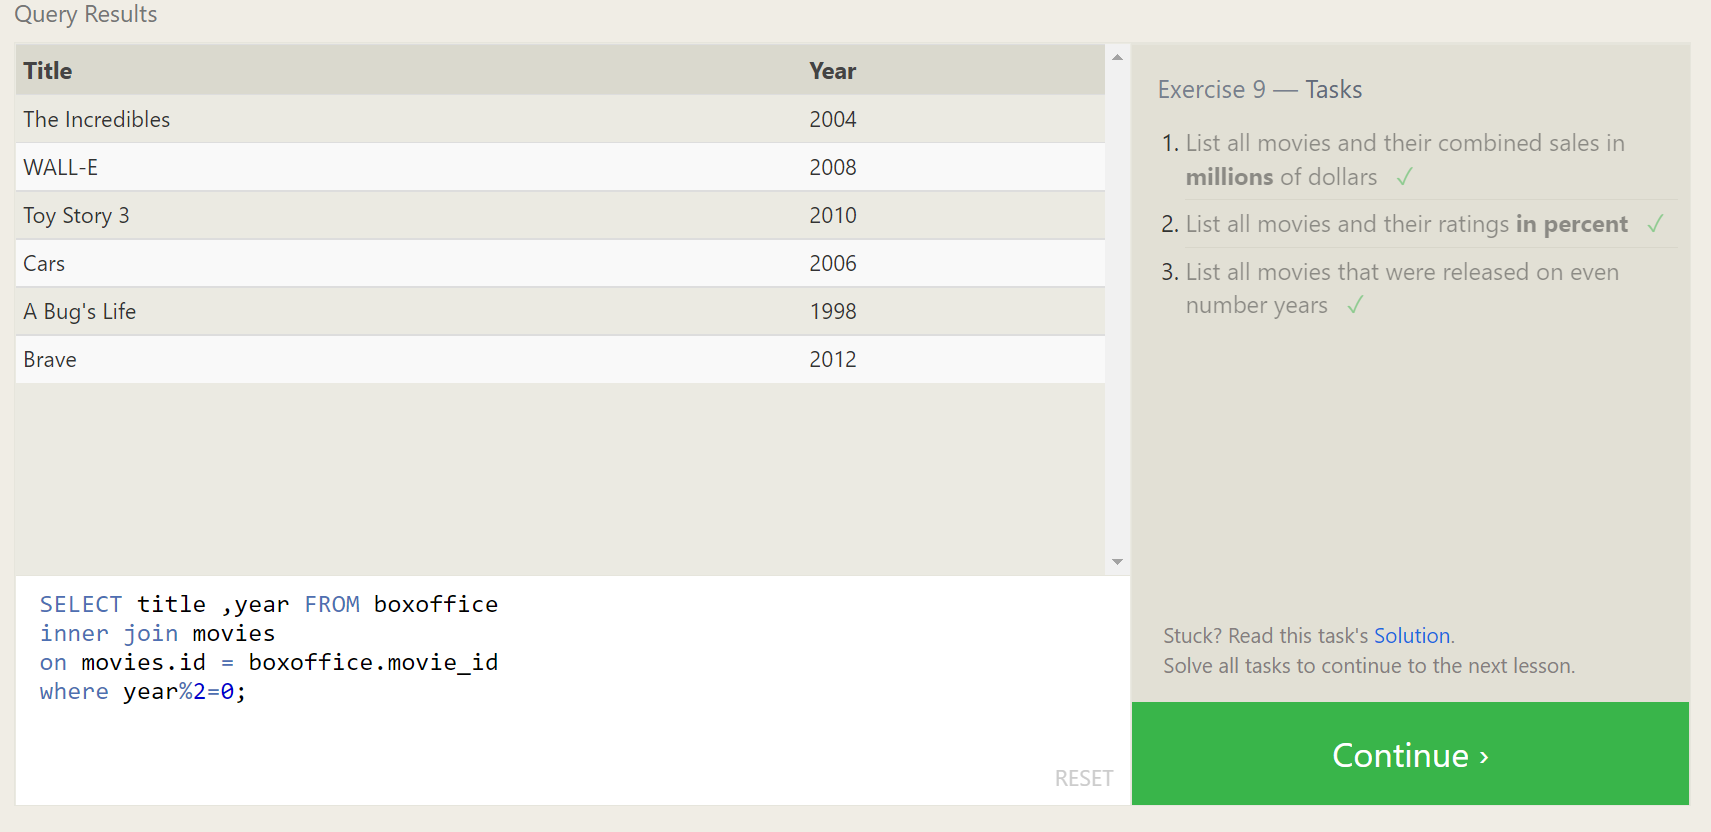 Query Results
Title Year
The Incredibles 2004
WALL-E 2008
Toy Story 3 2010
Cars 2006
A Bug's Life 1998
Brave 2012
SELECT title ,year FROM boxoffice
inner join movies
on movies.id = boxoffice.movie_id
where year%2=0;
RESET
Exercise 9 — Tasks
1. List all movies and their combined sales in
millions of dollars ✓
2. List all movies and their ratings in percent ✓
3. List all movies that were released on even
number years ✓
Stuck? Read this task's Solution.
Solve all tasks to continue to the next lesson.
Continue ›